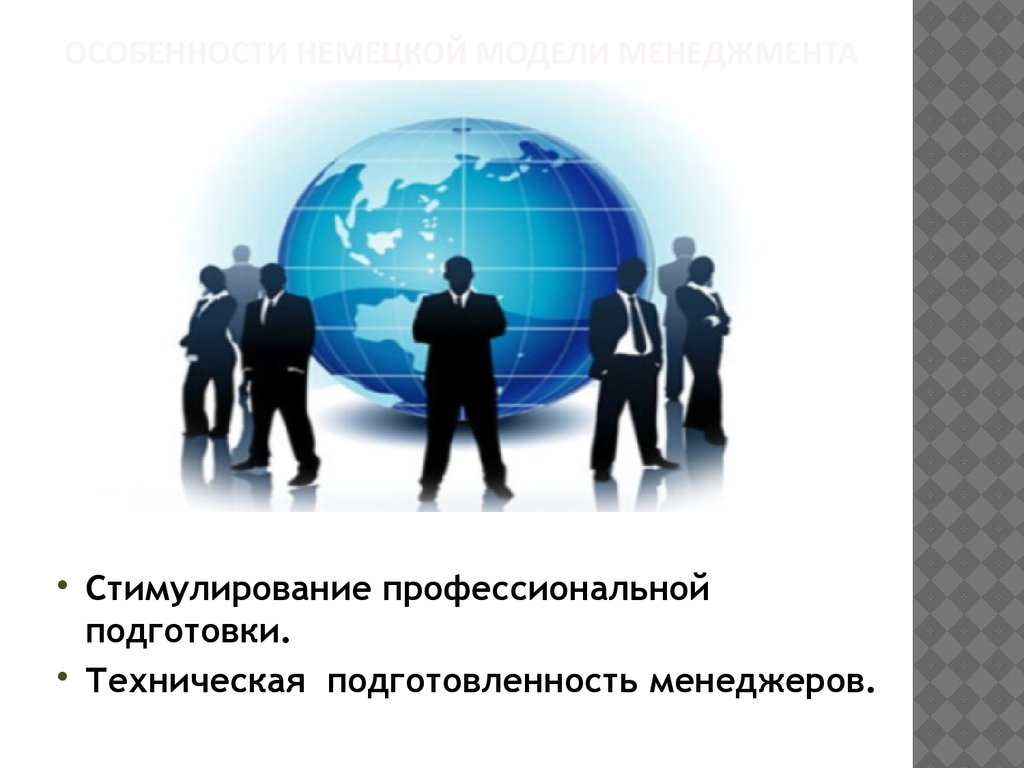 ОСОБЕННОСТИ НЕМЕЦКОЙ МОДЕЛИ МЕНЕДЖМЕНТА
• Стимулирование профессиональной
подготовки.
• Техническая подготовленность менеджеров.